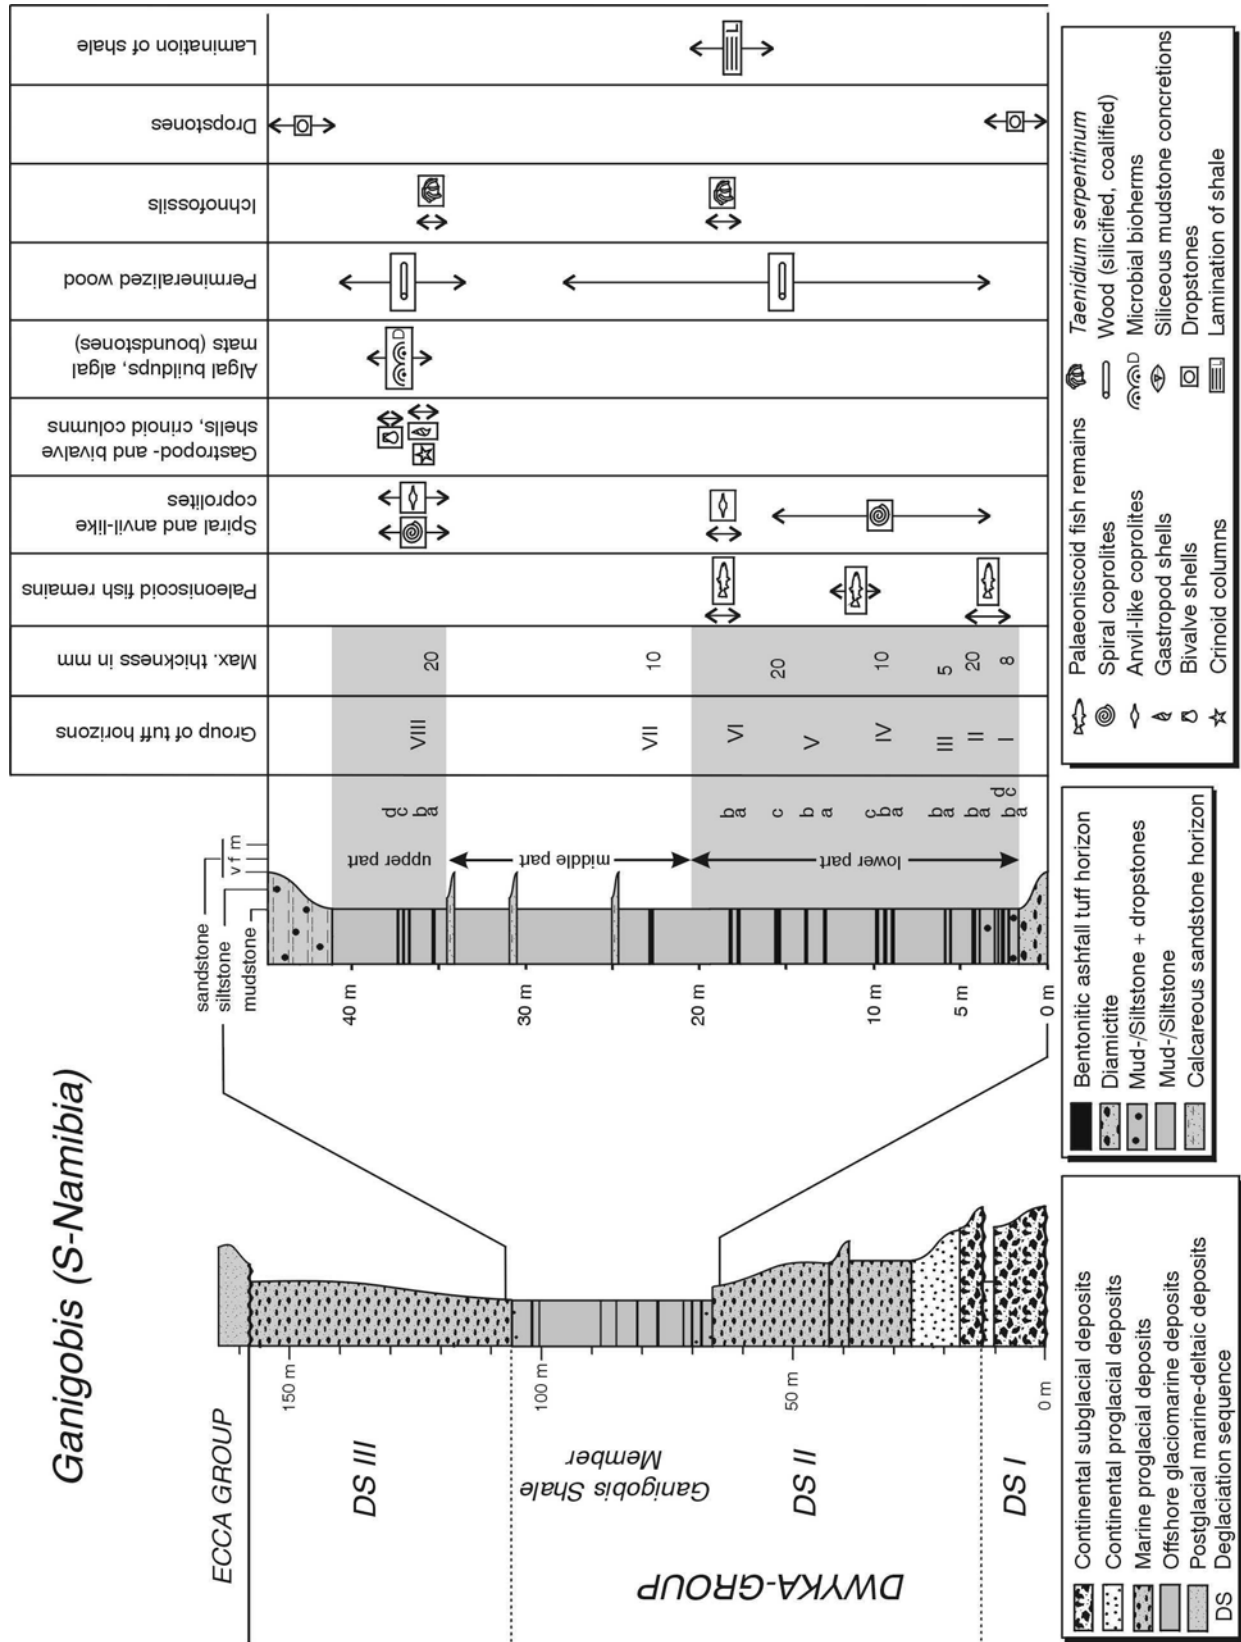 Ganigobis (S-Namibia)
ECCA GROUP
DWYKA-GROUP
DS III
Ganigobis Shale
Member
DS II
DS I
150 m
100 m
50 m
0 m
sandstone
siltstone
mudstone
v f m
40 m
30 m
20 m
10 m
5 m
0 m
upper part
middle part
lower part
d
c
b
a
b
a
c
b
a
c
b
a
b
a
b
a
d
c
b
a
Group of tuff horizons
VIII
VII
VI
V
IV
III
II
I
Max. thickness in mm
20
10
20
10
5
20
8
Paleoniscoid fish remains
Spiral and anvil-like
coprolites
Gastropod- and bivalve
shells, crinoid columns
Algal buildups, algal
mats (boundstones)
D
Permineralized wood
Ichnofossils
Dropstones
Lamination of shale
L
Continental subglacial deposits
Continental proglacial deposits
Marine proglacial deposits
Offshore glaciomarine deposits
Postglacial marine-deltaic deposits
DS Deglaciation sequence
Bentonitic ashfall tuff horizon
Diamictite
Mud-/Siltstone + dropstones
Mud-/Siltstone
Calcareous sandstone horizon
Palaeoniscoid fish remains
Spiral coprolites
Anvil-like coprolites
Gastropod shells
Bivalve shells
Crinoid columns
Taenidium serpentinum
Wood (silicified, coalified)
D Microbial bioherms
Siliceous mudstone concretions
Dropstones
L Lamination of shale